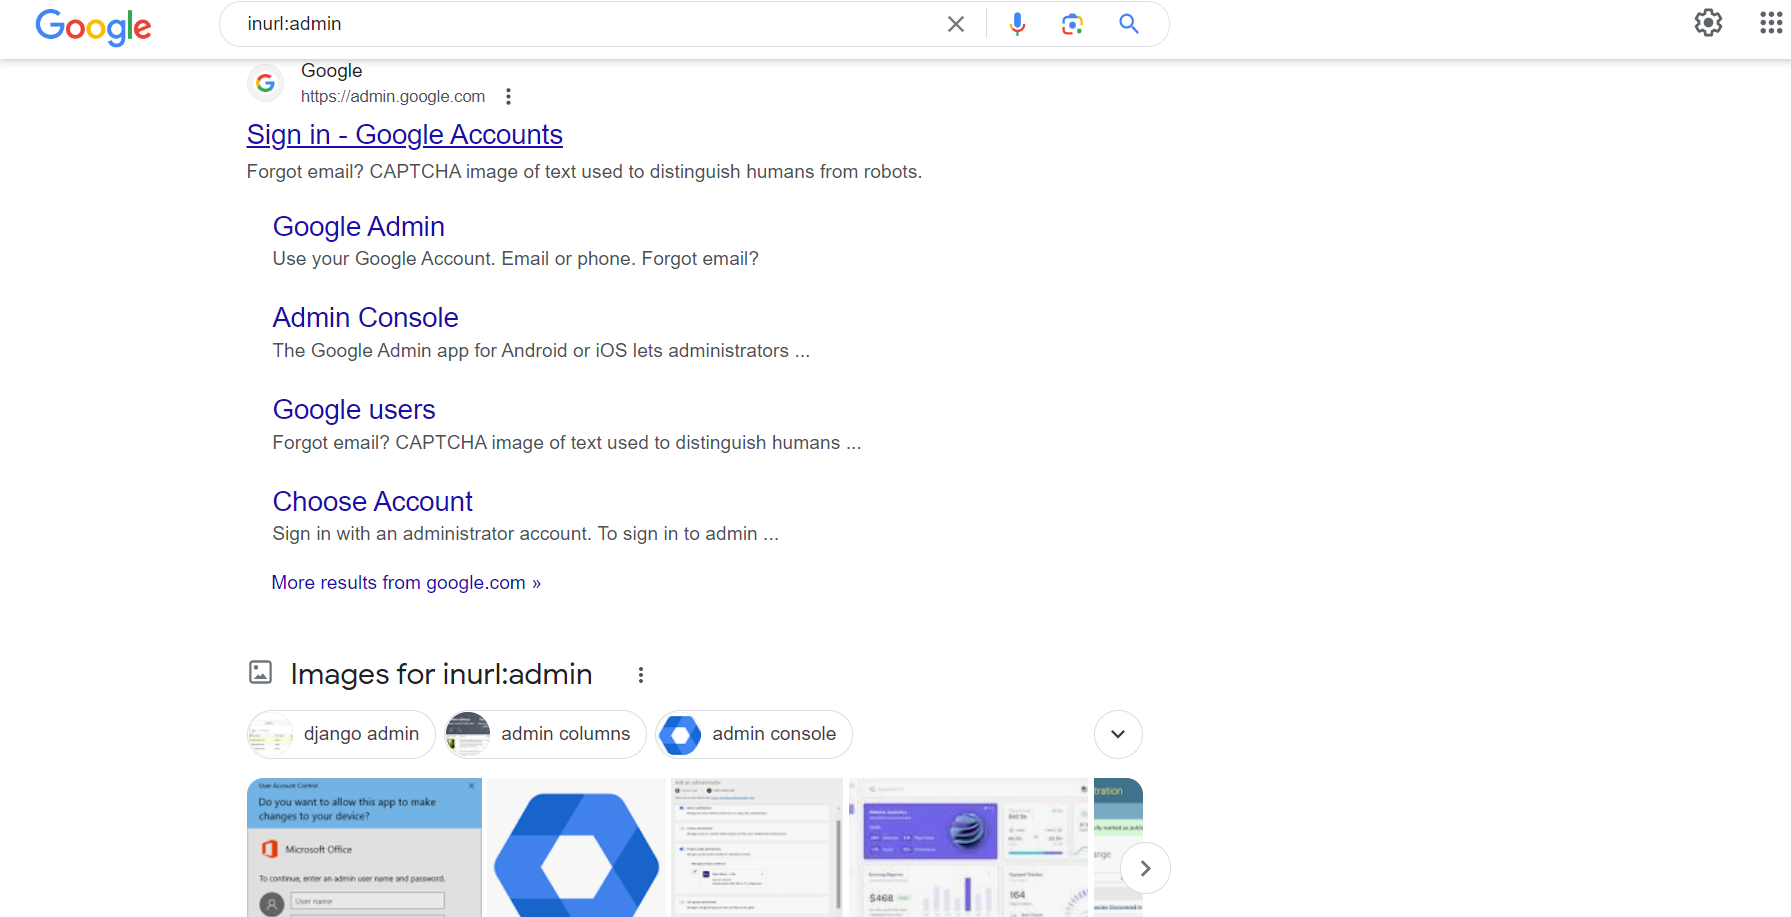 Google
inurl:admin
Google
https://admin.google.com
Sign in - Google Accounts
Forgot email? CAPTCHA image of text used to distinguish humans from robots.
Google Admin
Use your Google Account. Email or phone. Forgot email?
Admin Console
The Google Admin app for Android or iOS lets administrators ...
Google users
Forgot email? CAPTCHA image of text used to distinguish humans ...
Choose Account
Sign in with an administrator account. To sign in to admin ...
More results from google.com »
Images for inurl:admin
django admin
admin columns
admin console
User Account Control
Do you want to allow this app to make
changes to your device?
Microsoft Office
To continue, enter an admin user name and password.
User name
$468
164
tration
ange